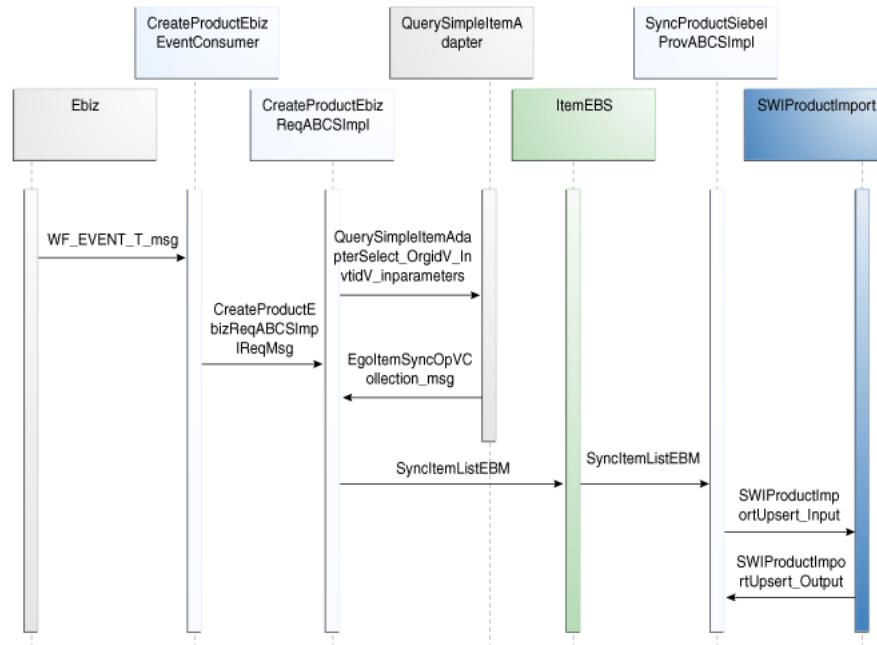 CreateProductEbiz
EventConsumer
QuerySimpleItemA
dapter
SyncProductSiebel
ProvABCSImpl
Ebiz
CreateProductEbiz
ReqABCSImpl
ItemEBS
SWIProductImport
WF_EVENT_T_msg
QuerySimpleItemAda
pterSelect_OrgidV_In
vtidV_inparameters
CreateProductE
bizReqABCSImp
lReqMsg
EgoItemSyncOpVC
ollection_msg
SyncItemListEBM
SyncItemListEBM
SWIProductImp
ortUpsert_Input
SWIProductImpo
rtUpsert_Output